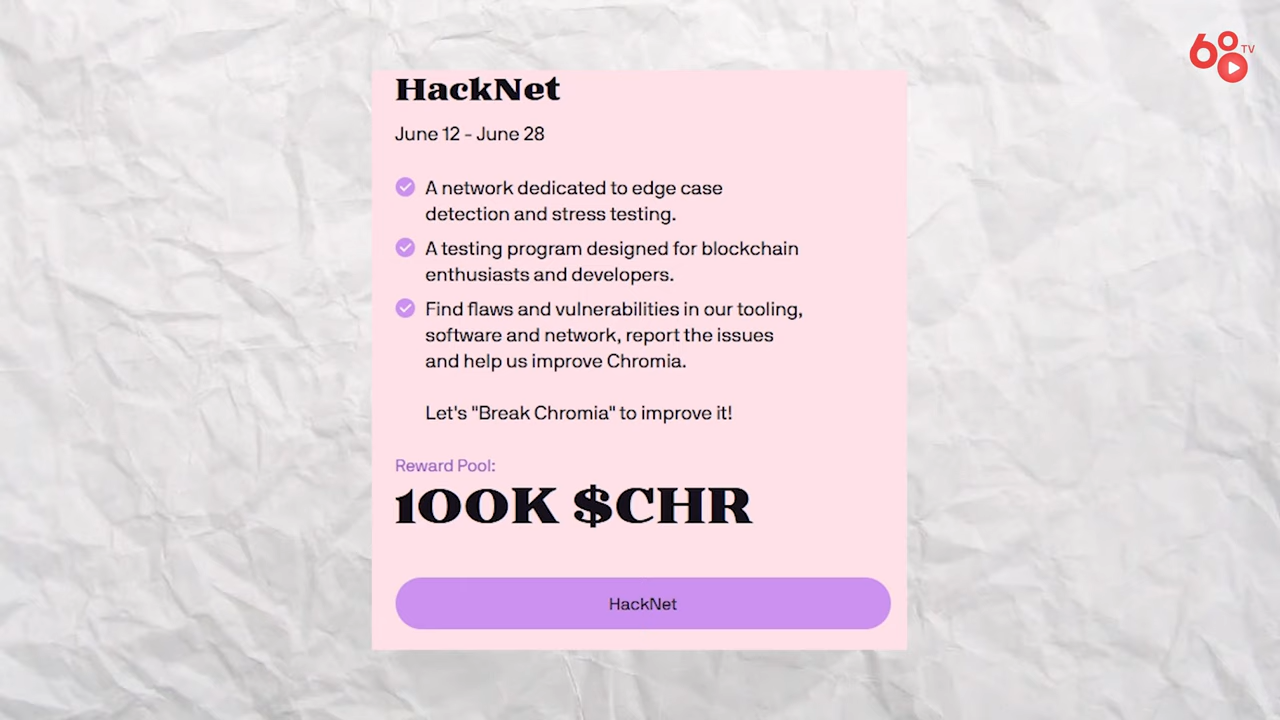 68 TV
HackNet
June 12 - June 28
A network dedicated to edge case
detection and stress testing.
A testing program designed for blockchain
enthusiasts and developers.
Find flaws and vulnerabilities in our tooling,
software and network, report the issues
and help us improve Chromia.
Let's "Break Chromia" to improve it!
Reward Pool:
100K $CHR
HackNet